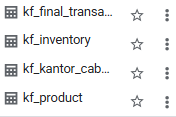 kf_final_transa...
kf_inventory
kf_kantor_cab...
kf_product